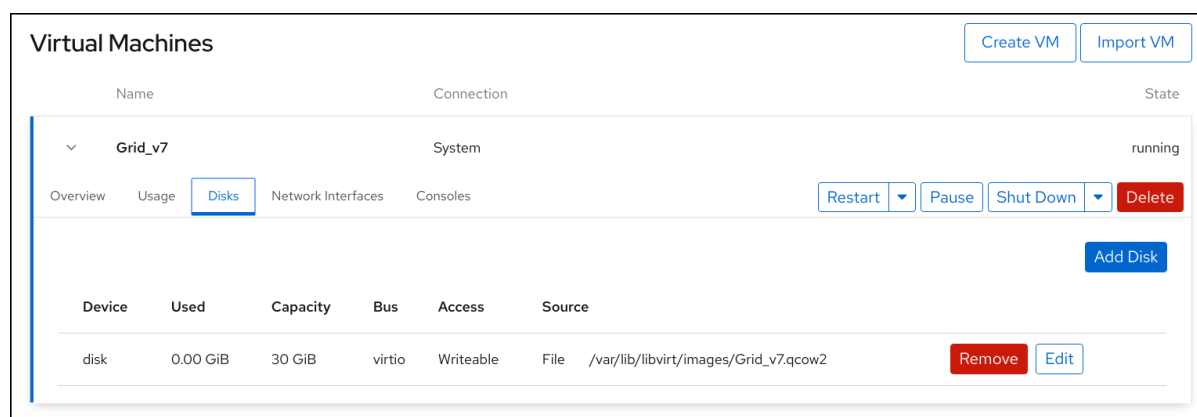 Virtual Machines Create VM Import VM
Name Connection State
Grid_v7 System running
Overview Usage Disks Network Interfaces Consoles Restart Pause Shut Down Delete
Add Disk
Device Used Capacity Bus Access Source
disk 0.00 GiB 30 GiB virtio Writeable File /var/lib/libvirt/images/Grid_v7.qcow2 Remove Edit